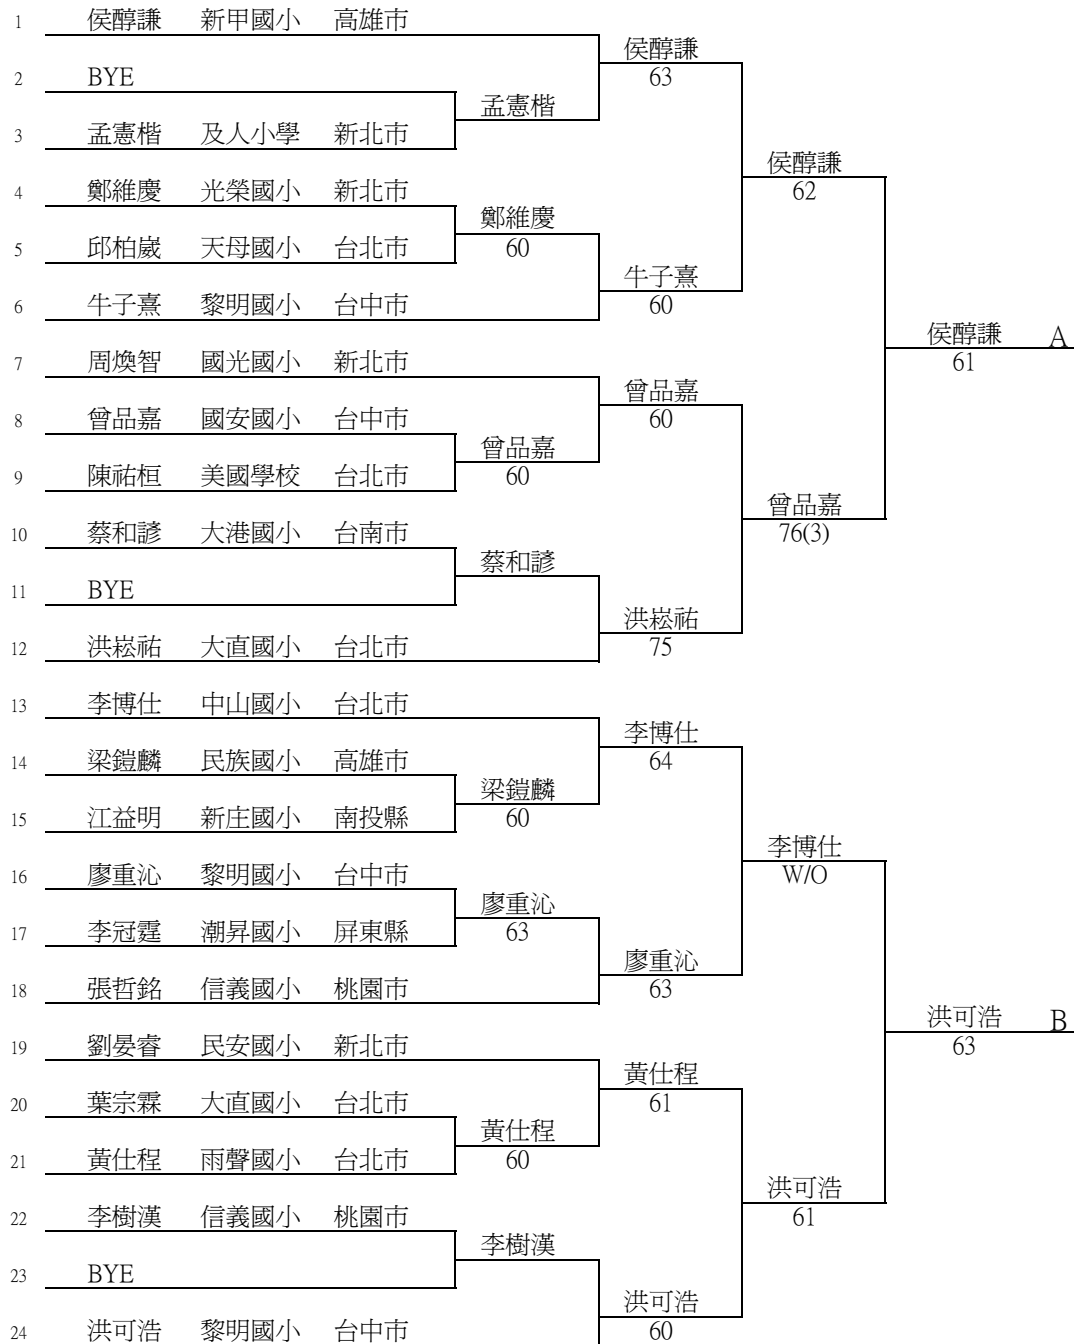 1 侯醇謙 新甲國小 高雄市
侯醇謙
2 BYE
63
孟憲楷
3 孟憲楷 及人小學 新北市
侯醇謙
4 鄭維慶 光榮國小 新北市
62
鄭維慶
5 邱柏崴 天母國小 台北市
60
牛子熹
6 牛子熹 黎明國小 台中市
60
侯醇謙 A
7 周煥智 國光國小 新北市
61
曾品嘉
8 曾品嘉 國安國小 台中市
60
曾品嘉
9 陳祐桓 美國學校 台北市
60
曾品嘉
10 蔡和諺 大港國小 台南市
76(3)
蔡和諺
11 BYE
洪崧祐
12 洪崧祐 大直國小 台北市
75
13 李博仕 中山國小 台北市
李博仕
14 梁鎧麟 民族國小 高雄市
64
梁鎧麟
15 江益明 新庄國小 南投縣
60
李博仕
16 廖重沁 黎明國小 台中市
W/O
廖重沁
17 李冠霆 潮昇國小 屏東縣
63
廖重沁
18 張哲銘 信義國小 桃園市
63
洪可浩 B
19 劉晏睿 民安國小 新北市
63
黃仕程
20 葉宗霖 大直國小 台北市
61
黃仕程
21 黃仕程 雨聲國小 台北市
60
洪可浩
22 李樹漢 信義國小 桃園市
61
李樹漢
23 BYE
洪可浩
24 洪可浩 黎明國小 台中市
60